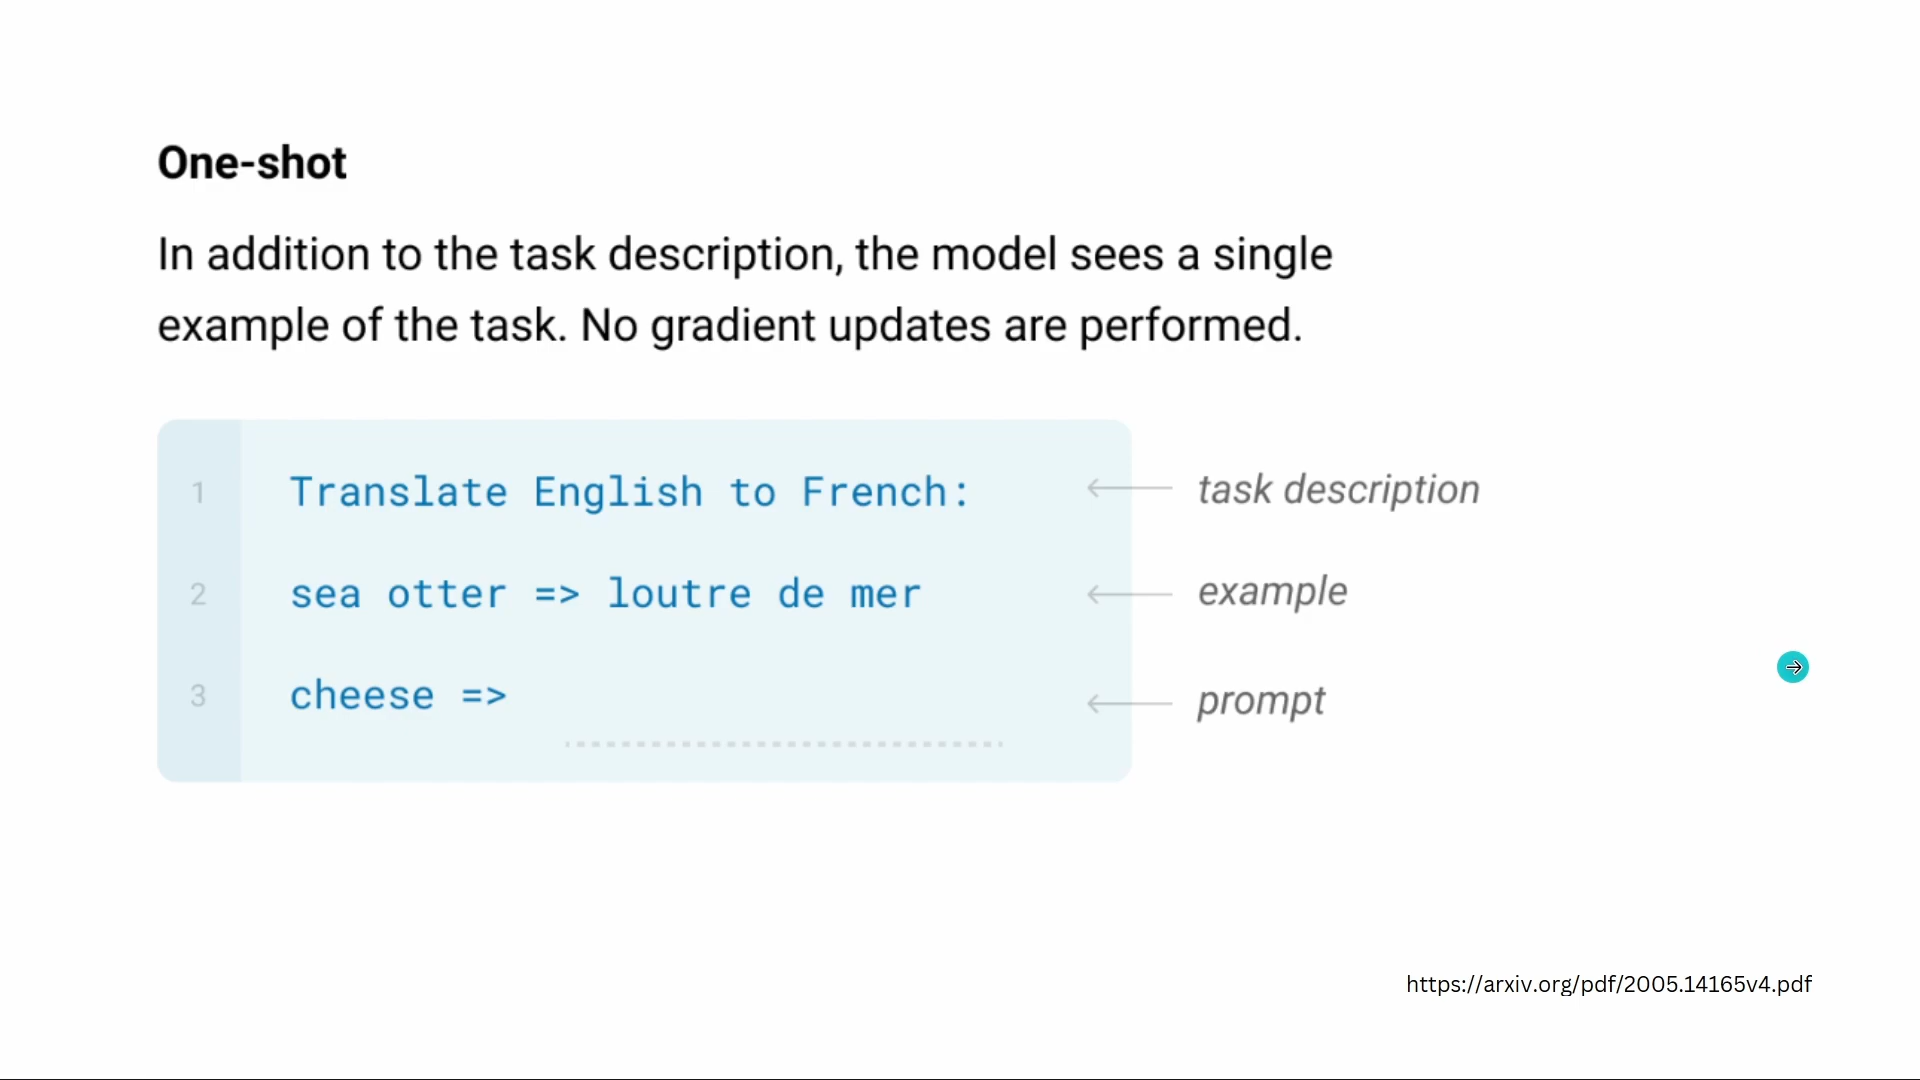 One-shot
In addition to the task description, the model sees a single
example of the task. No gradient updates are performed.
1 Translate English to French: ← task description
2 sea otter => loutre de mer ← example
3 cheese => ← prompt
https://arxiv.org/pdf/2005.14165v4.pdf